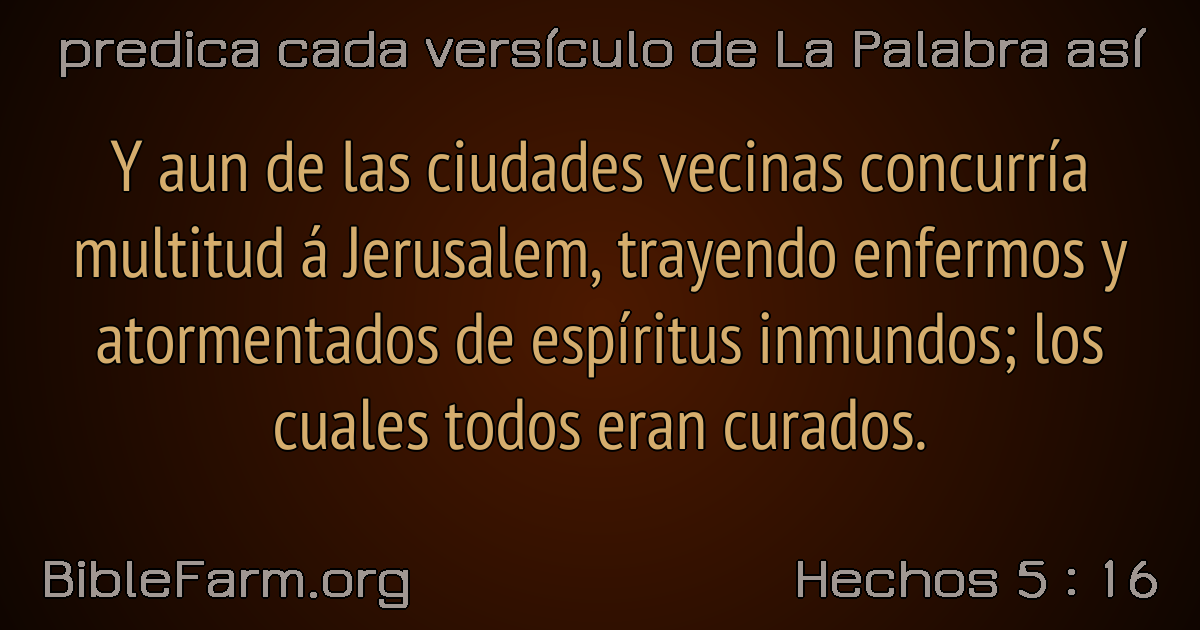 predica cada versículo de La Palabra así
Y aun de las ciudades vecinas concurría
multitud á Jerusalem, trayendo enfermos y
atormentados de espíritus inmundos; los
cuales todos eran curados.
BibleFarm.org
Hechos 5 : 16